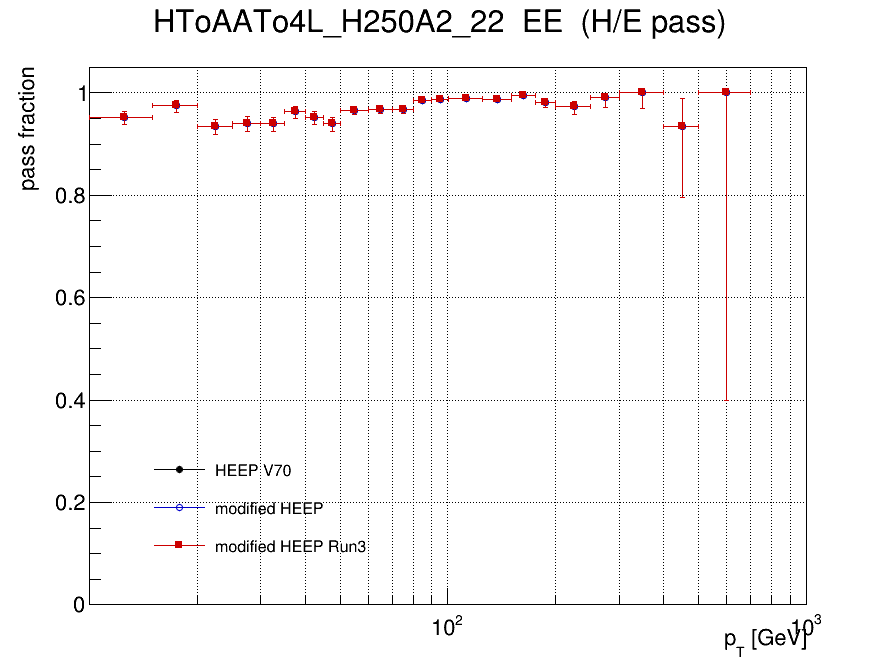 HToAATo4L_H250A2_22 EE (H/E pass)
pass fraction
1
0.8
0.6
0.4
0.2
0
HEEP V70
modified HEEP
modified HEEP Run3
10²
10³
p_T [GeV]